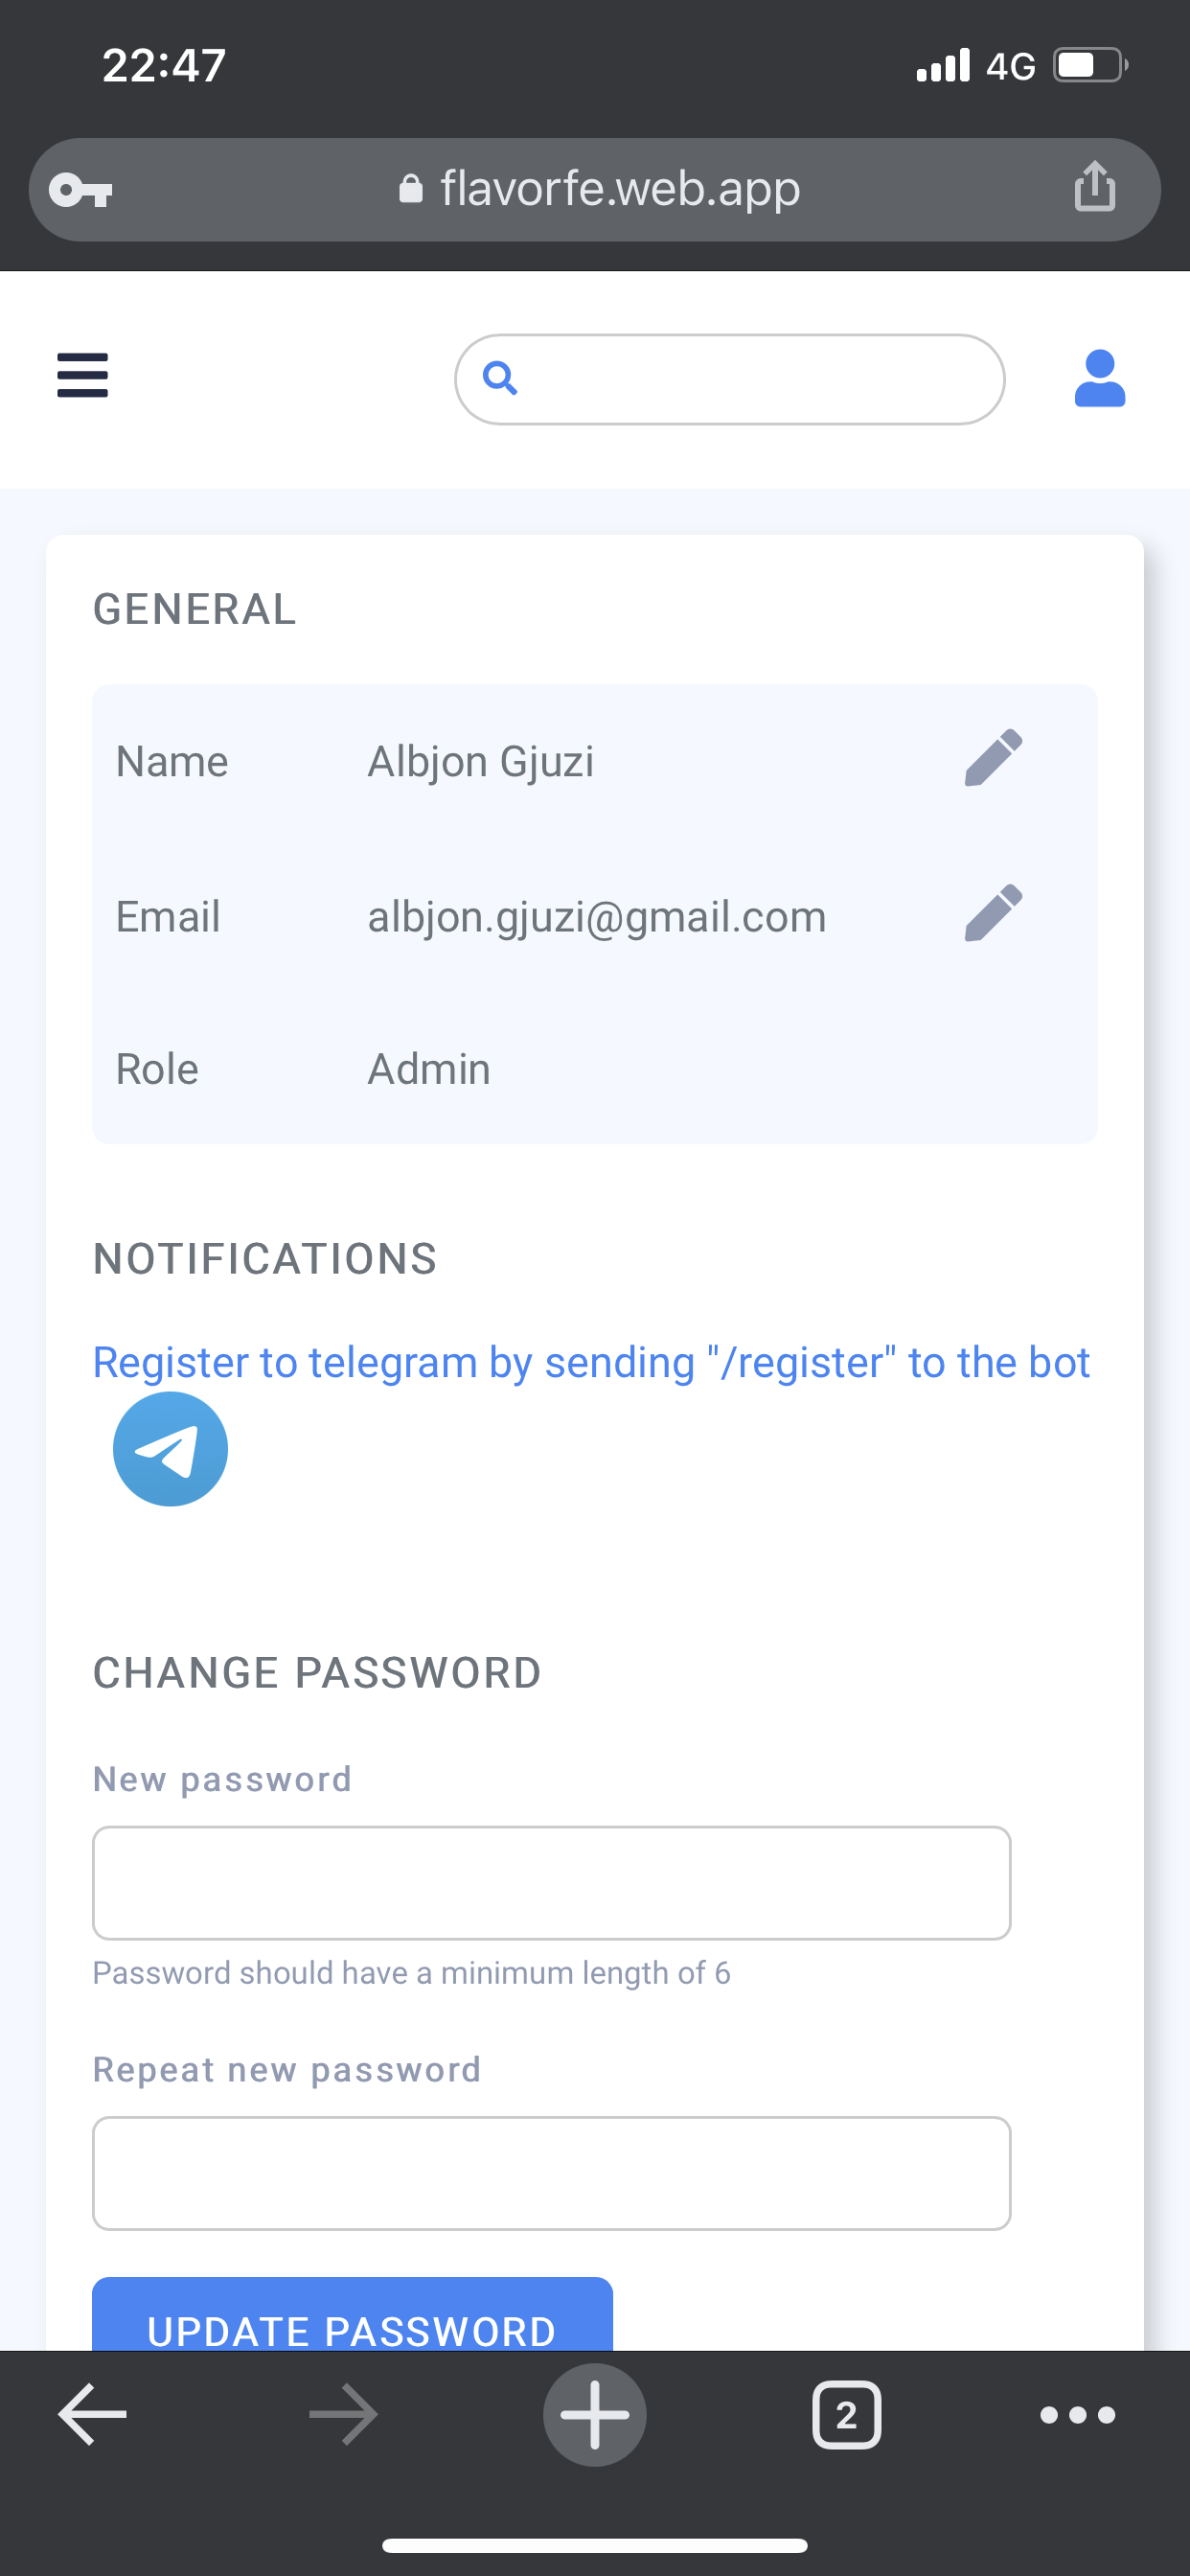 22:47 4G
flavorfe.web.app
GENERAL
Name Albjon Gjuzi
Email albjon.gjuzi@gmail.com
Role Admin
NOTIFICATIONS
Register to telegram by sending "/register" to the bot
CHANGE PASSWORD
New password
Password should have a minimum length of 6
Repeat new password
UPDATE PASSWORD
2